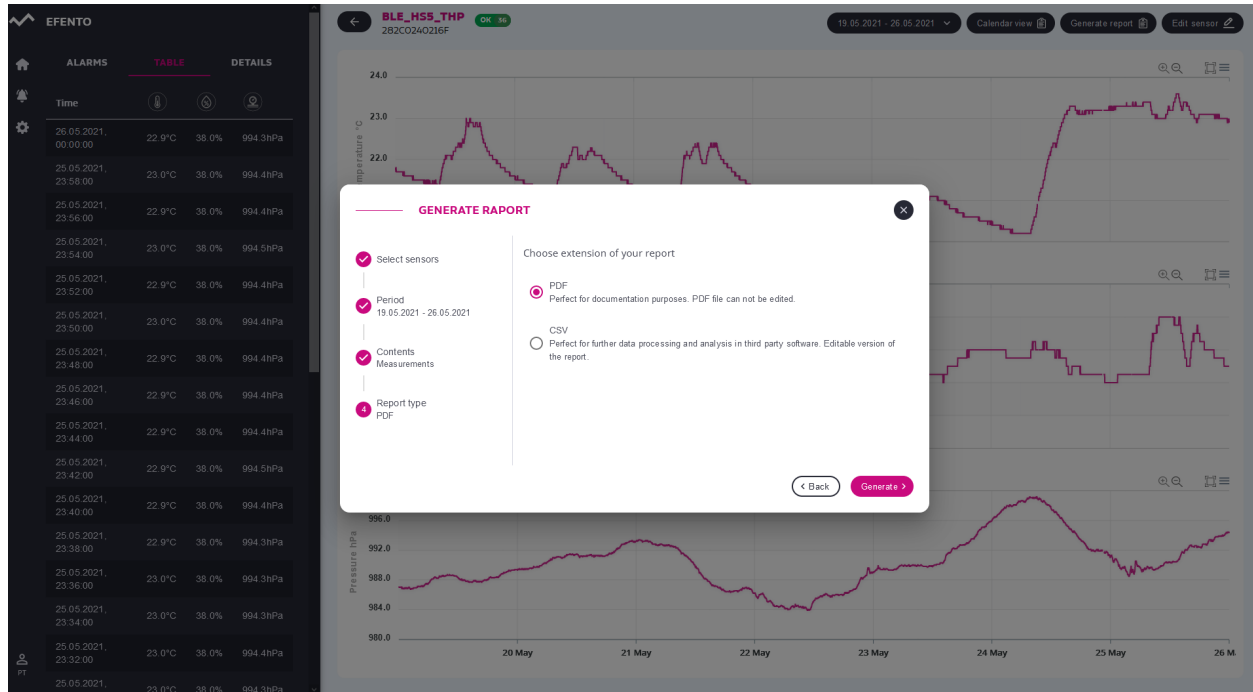 EFENTO
ALARMS
TABLE
DETAILS
Time
26.05.2021, 00:00:00 22.9°C 38.0% 994.3hPa
25.05.2021, 23:58:00 23.0°C 38.0% 994.4hPa
25.05.2021, 23:56:00 22.9°C 38.0% 994.4hPa
25.05.2021, 23:54:00 23.0°C 38.0% 994.5hPa
25.05.2021, 23:52:00 22.9°C 38.0% 994.4hPa
25.05.2021, 23:50:00 23.0°C 38.0% 994.4hPa
25.05.2021, 23:48:00 22.9°C 38.0% 994.4hPa
25.05.2021, 23:46:00 22.9°C 38.0% 994.4hPa
25.05.2021, 23:44:00 22.9°C 38.0% 994.4hPa
25.05.2021, 23:42:00 22.9°C 38.0% 994.5hPa
25.05.2021, 23:40:00 22.9°C 38.0% 994.4hPa
25.05.2021, 23:38:00 22.9°C 38.0% 994.3hPa
25.05.2021, 23:36:00 23.0°C 38.0% 994.3hPa
25.05.2021, 23:34:00 23.0°C 38.0% 994.3hPa
25.05.2021, 23:32:00 23.0°C 38.0% 994.4hPa
25.05.2021, 23.0°C 38.0% 994.3hPa
PT
BLE_HS5_THP
OK 36
282C0240216F
19.05.2021 - 26.05.2021
Calendar view
Generate report
Edit sensor
24.0
23.0
22.0
mperature °C
GENERATE RAPORT
Select sensors
Period
19.05.2021 - 26.05.2021
Contents
Measurements
4
Report type
PDF
Choose extension of your report
PDF
Perfect for documentation purposes. PDF file can not be edited.
CSV
Perfect for further data processing and analysis in third party software. Editable version of
the report.
Back
Generate
996.0
992.0
988.0
984.0
980.0
Pressure hPa
20 May
21 May
22 May
23 May
24 May
25 May
26 M